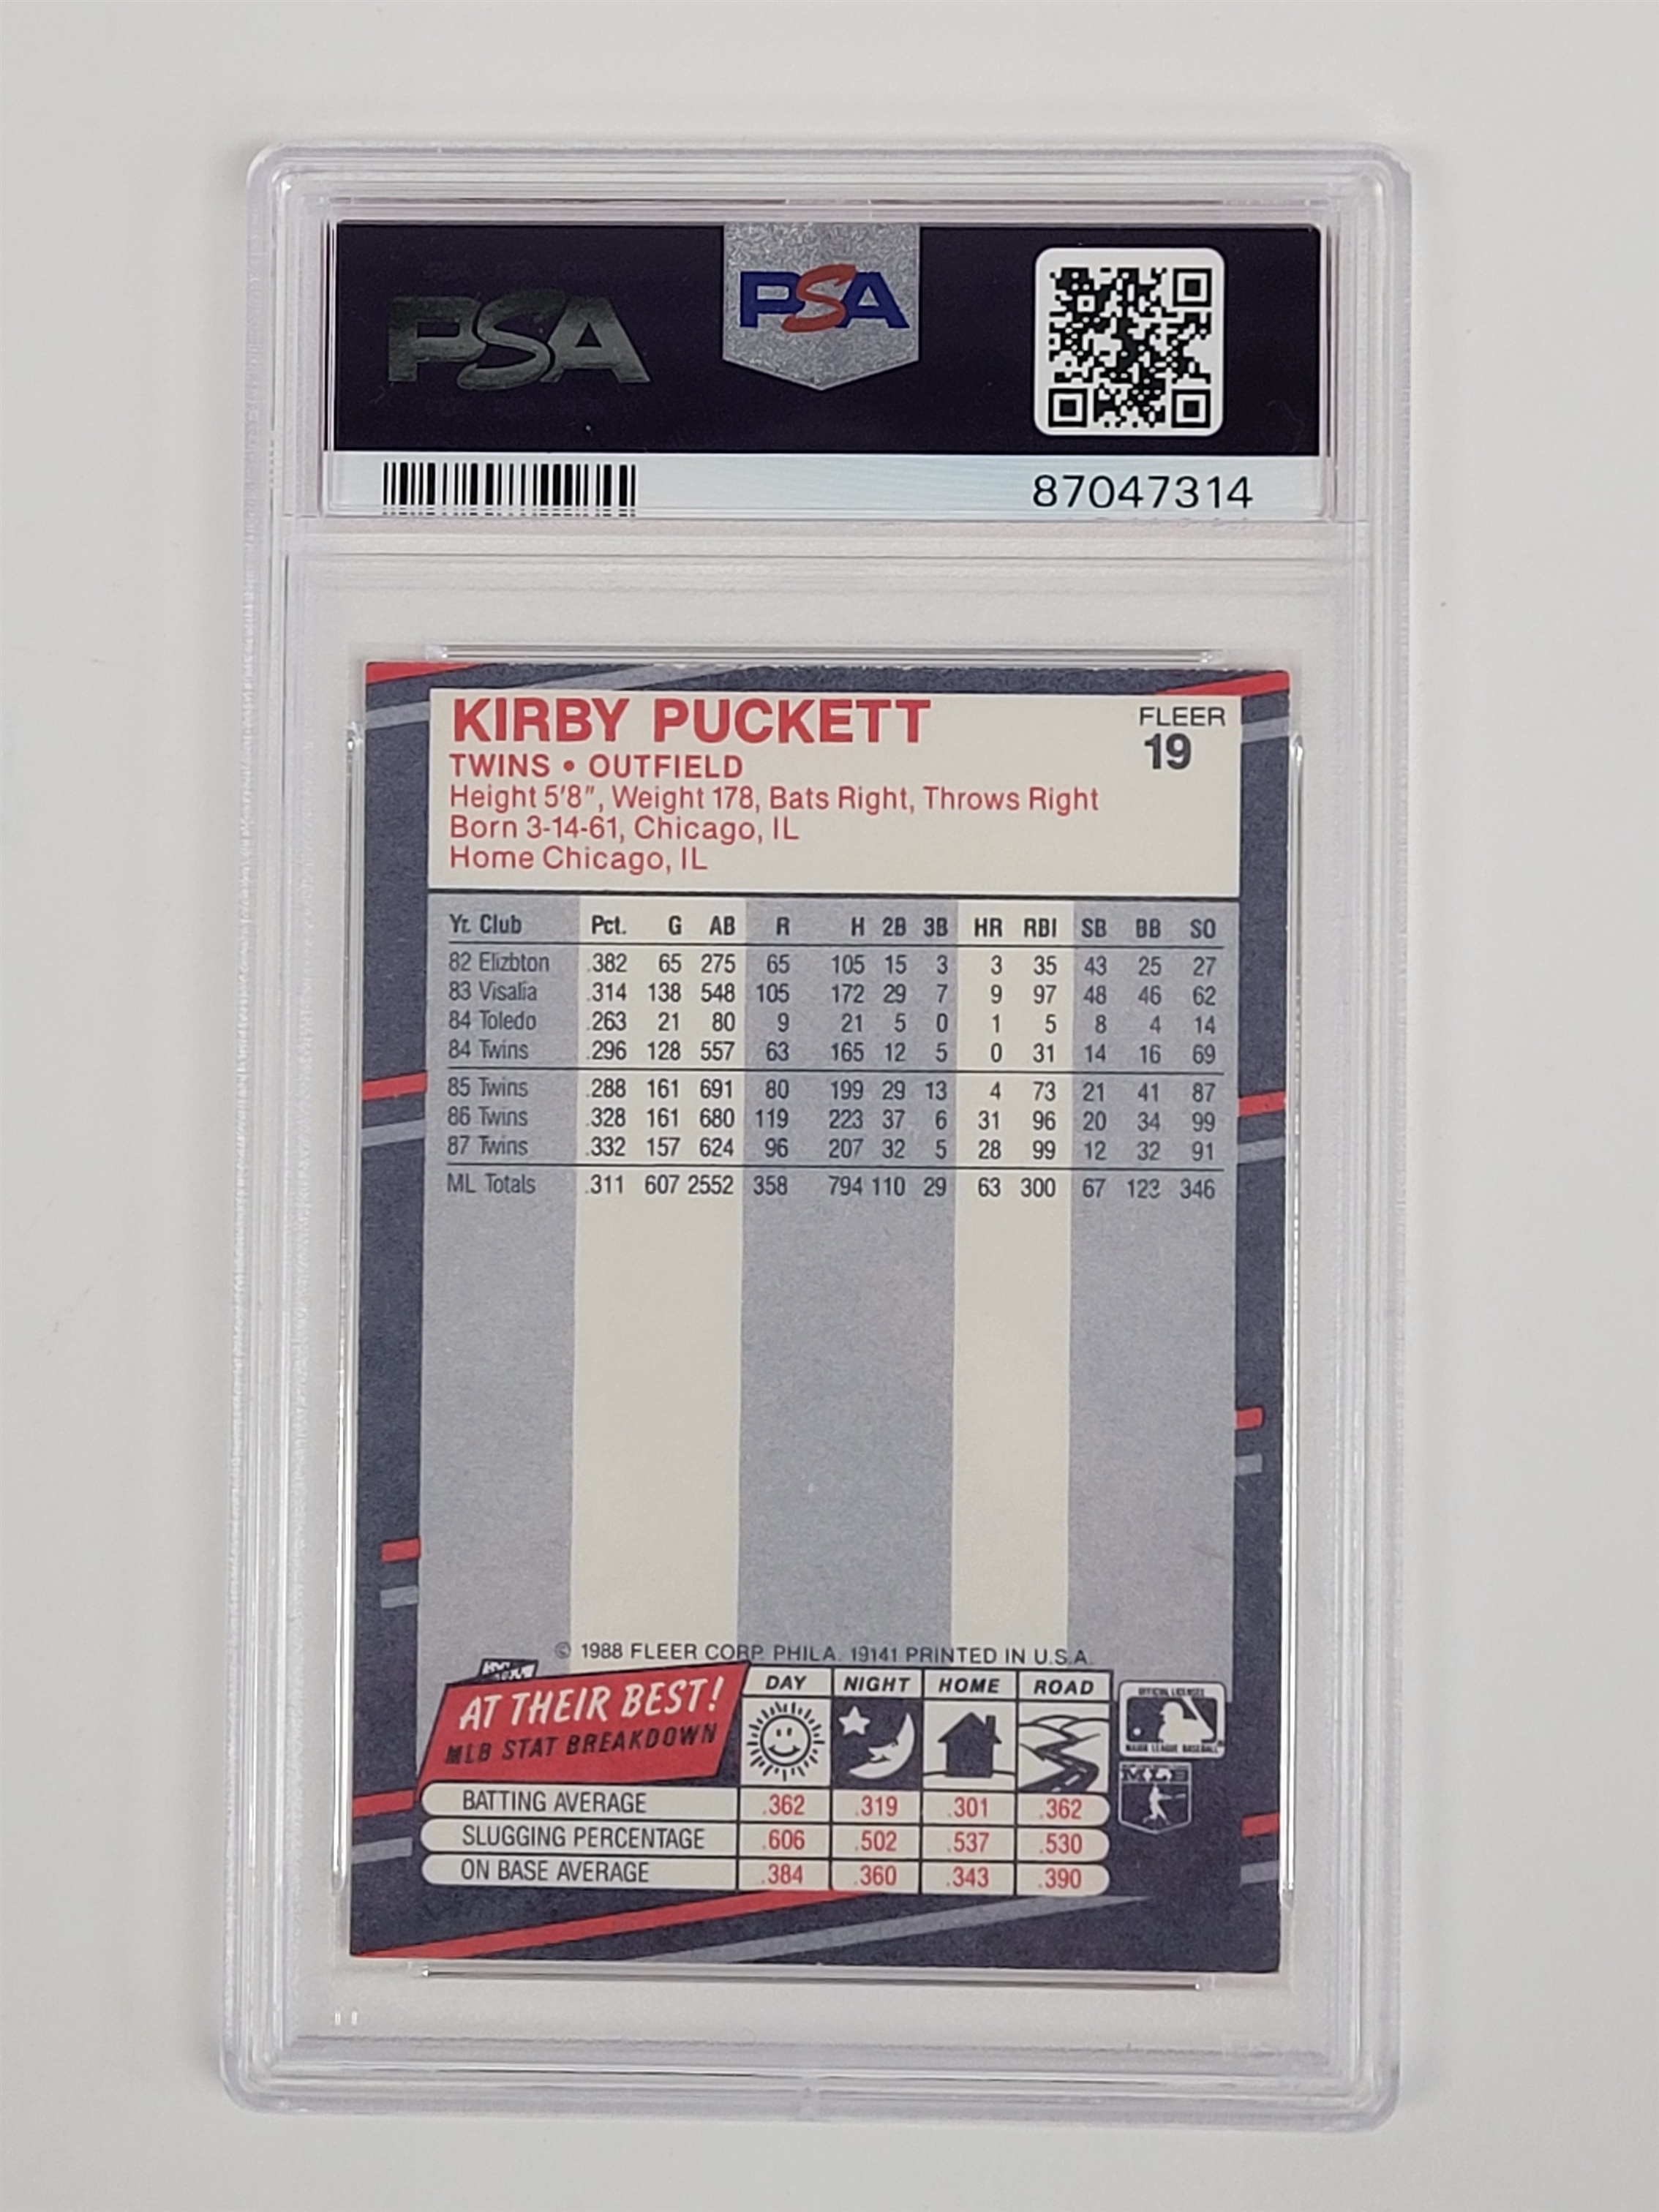 PSA
PSA
87047314
KIRBY PUCKETT
FLEER
19
TWINS • OUTFIELD
Height 5'8", Weight 178, Bats Right, Throws Right
Born 3-14-61, Chicago, IL
Home Chicago, IL
Yr. Club Pct. G AB R H 2B 3B HR RBI SB BB SO
82 Elizbton .382 65 275 65 105 15 3 3 35 43 25 27
83 Visalia .314 138 548 105 172 29 7 9 97 48 46 62
84 Toledo .263 21 80 9 21 5 0 1 5 8 4 14
84 Twins .296 128 557 63 165 12 5 0 31 14 16 69
85 Twins .288 161 691 80 199 29 13 4 73 21 41 87
86 Twins .328 161 680 119 223 37 6 31 96 20 34 99
87 Twins .332 157 624 96 207 32 5 28 99 12 32 91
ML Totals .311 607 2552 358 794 110 29 63 300 67 123 346
© 1988 FLEER CORP. PHILA. 19141 PRINTED IN U.S.A.
AT THEIR BEST!
MLB STAT BREAKDOWN
DAY NIGHT HOME ROAD
BATTING AVERAGE .362 .319 .301 .362
SLUGGING PERCENTAGE .606 .502 .537 .530
ON BASE AVERAGE .384 .360 .343 .390
OFFICIAL LICENSEE
MAJOR LEAGUE BASEBALL
MLB